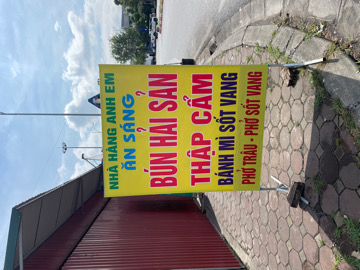 NHÀ HÀNG ANH EM
ĂN SÁNG
BÚN HẢI SẢN
THẬP CẨM
BÁNH MÌ SỐT VANG
PHỞ TRÂU - PHỞ SỐT VANG